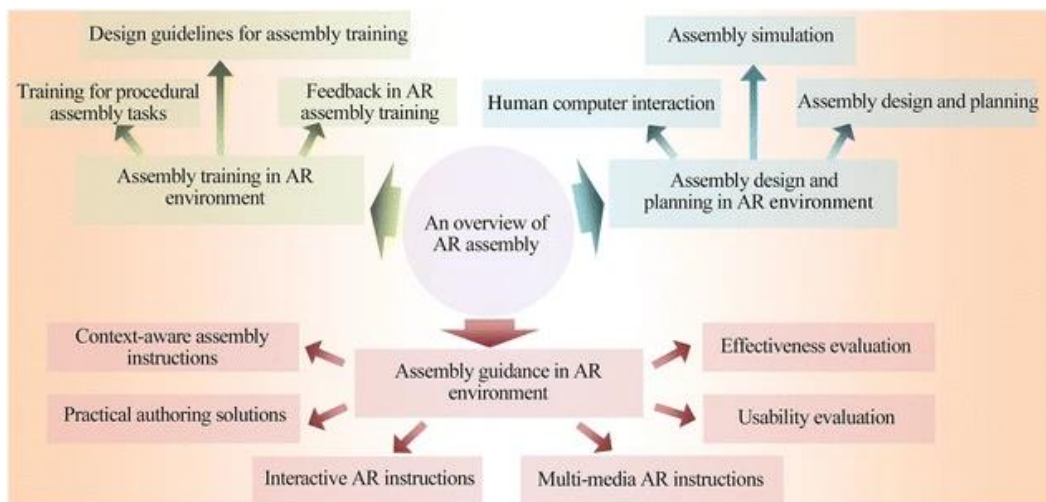 Design guidelines for assembly training
Training for procedural
assembly tasks
Feedback in AR
assembly training
Assembly training in AR
environment
Assembly simulation
Human computer interaction
Assembly design and planning
Assembly design and
planning in AR environment
An overview of
AR assembly
Context-aware assembly
instructions
Effectiveness evaluation
Assembly guidance in AR
environment
Practical authoring solutions
Usability evaluation
Interactive AR instructions
Multi-media AR instructions